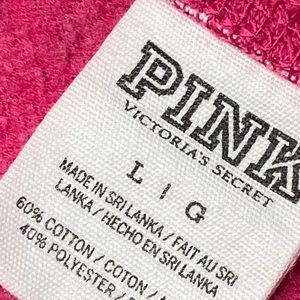 PINK
VICTORIA'S SECRET
L | G
MADE IN SRI LANKA / FAIT AU SRI
LANKA / HECHO EN SRI LANKA
60% COTTON / COTON /
40% POLYESTER /